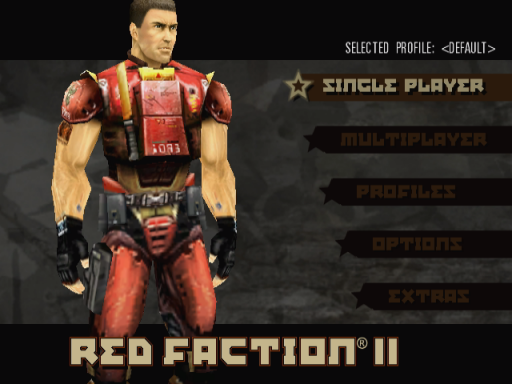 SELECTED PROFILE: <DEFAULT>
SINGLE PLAYER
MULTIPLAYER
PROFILES
OPTIONS
EXTRAS
RED FACTION® II